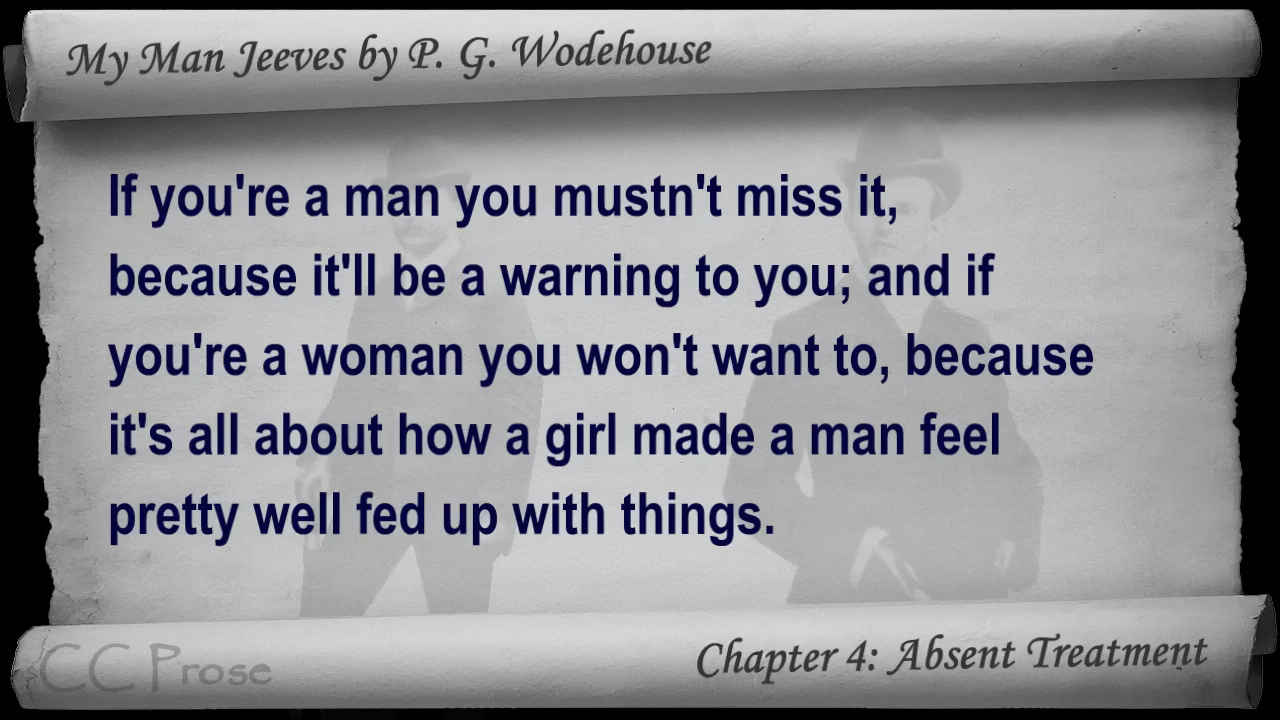 My Man Jeeves by P. G. Wodehouse
If you're a man you mustn't miss it,
because it'll be a warning to you; and if
you're a woman you won't want to, because
it's all about how a girl made a man feel
pretty well fed up with things.
CC Prose
Chapter 4: Absent Treatment